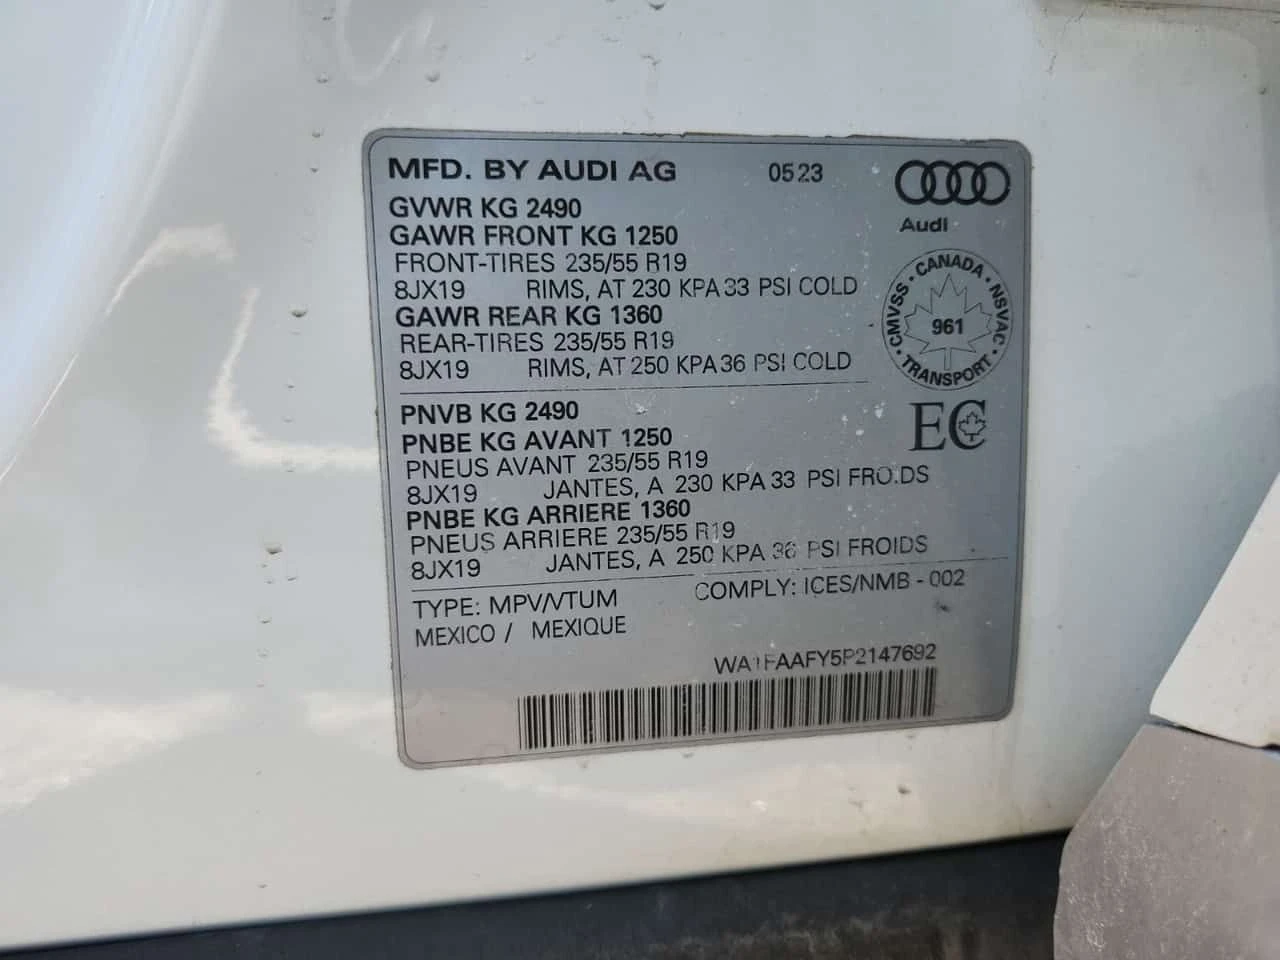 MFD. BY AUDI AG 0523
Audi
GVWR KG 2490
GAWR FRONT KG 1250
FRONT-TIRES 235/55 R19
8JX19 RIMS, AT 230 KPA 33 PSI COLD
GAWR REAR KG 1360
REAR-TIRES 235/55 R19
8JX19 RIMS, AT 250 KPA 36 PSI COLD
CMVSS · CANADA · NSVAC · TRANSPORT ·
961
PNVB KG 2490
PNBE KG AVANT 1250
PNEUS AVANT 235/55 R19
8JX19 JANTES, A 230 KPA 33 PSI FROIDS
PNBE KG ARRIERE 1360
PNEUS ARRIERE 235/55 R19
8JX19 JANTES, A 250 KPA 36 PSI FROIDS
EC
TYPE: MPV/VTUM COMPLY: ICES/NMB - 002
MEXICO / MEXIQUE
WA1FAAFY5P2147692